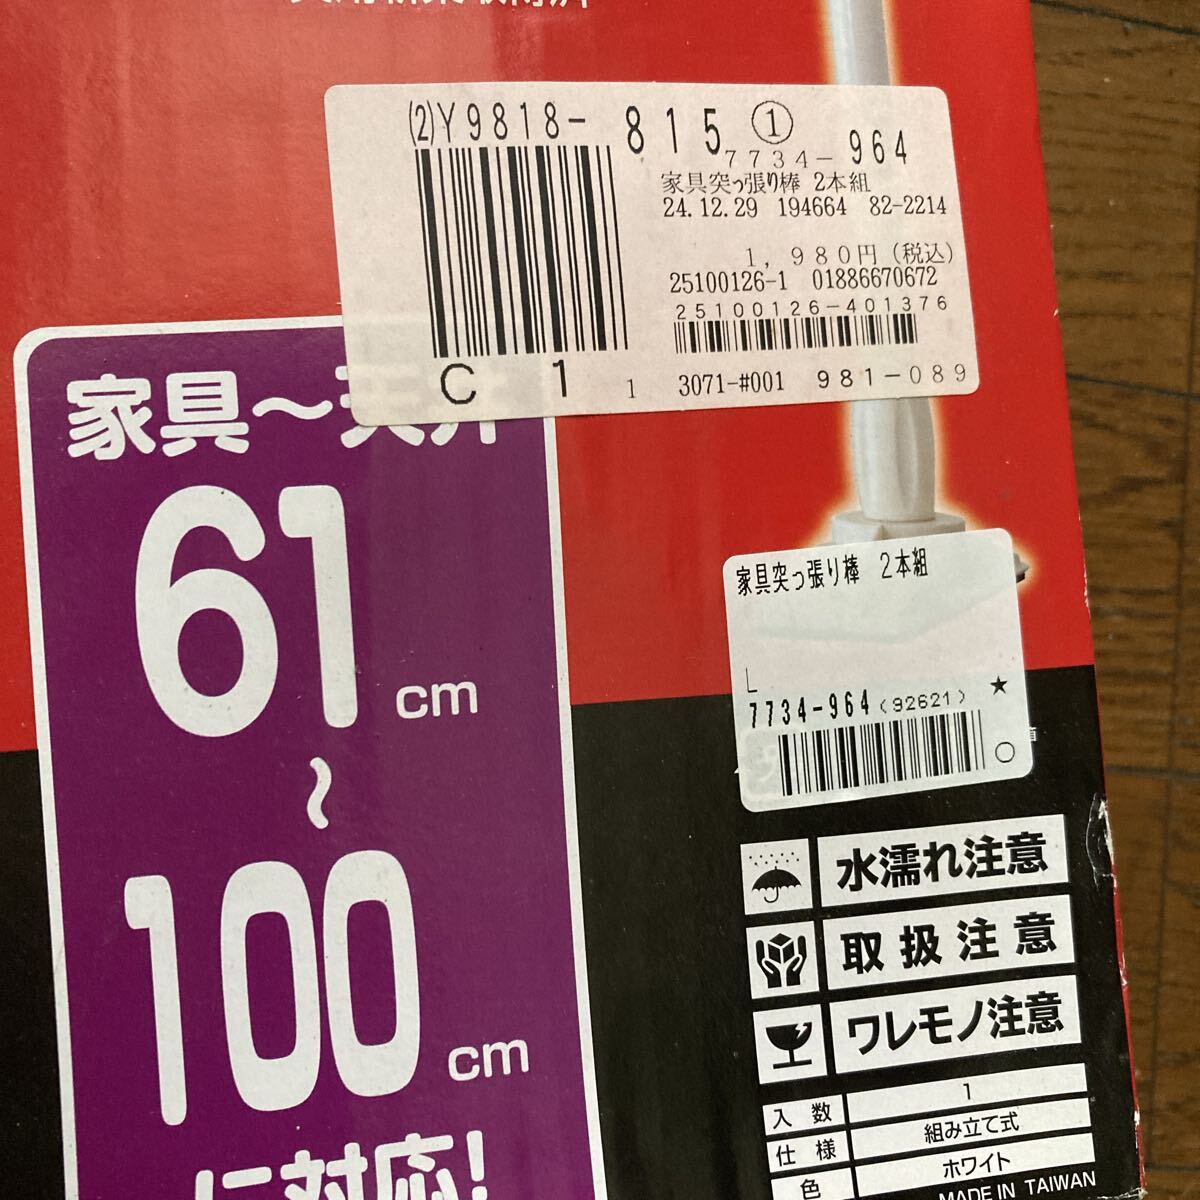 (2)Y9818-815 ①
7734-964
家具突っ張り棒 2本組
24.12.29 194664 82-2214
1,980円(税込)
25100126-1 01886670672
25100126-401376
C 1 1 3071-#001 981-089
家具～天井
61cm
～
100cm
に対応!
家具突っ張り棒 2本組
L
7734-964(92621) ★
○
水濡れ注意
取扱注意
ワレモノ注意
入数 1
仕様 組み立て式
色 ホワイト
MADE IN TAIWAN